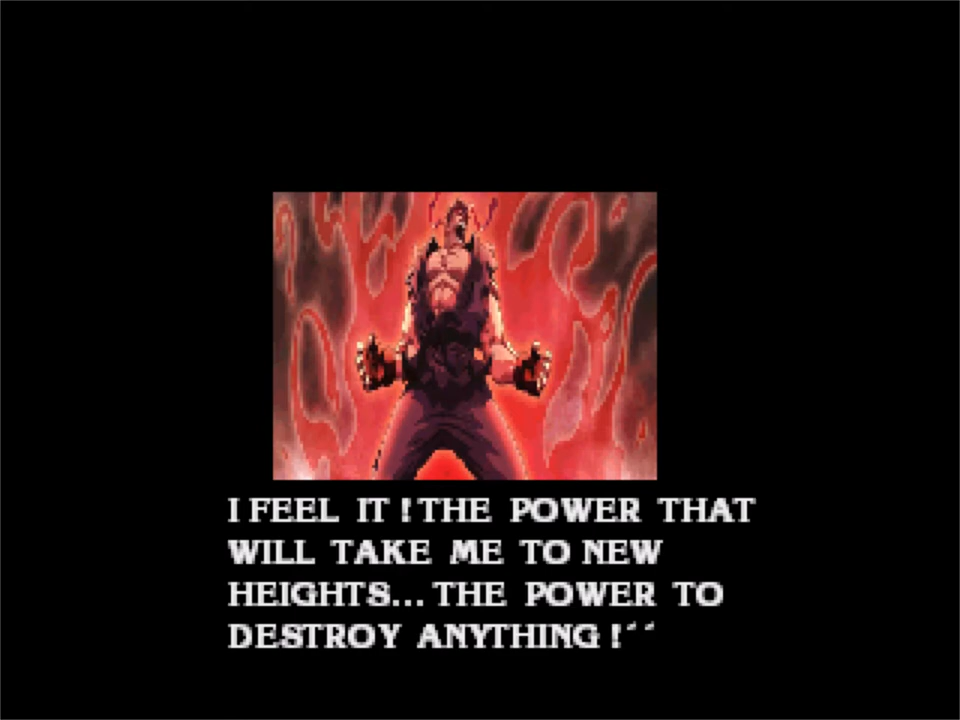 I FEEL IT ! THE POWER THAT
WILL TAKE ME TO NEW
HEIGHTS... THE POWER TO
DESTROY ANYTHING !´´